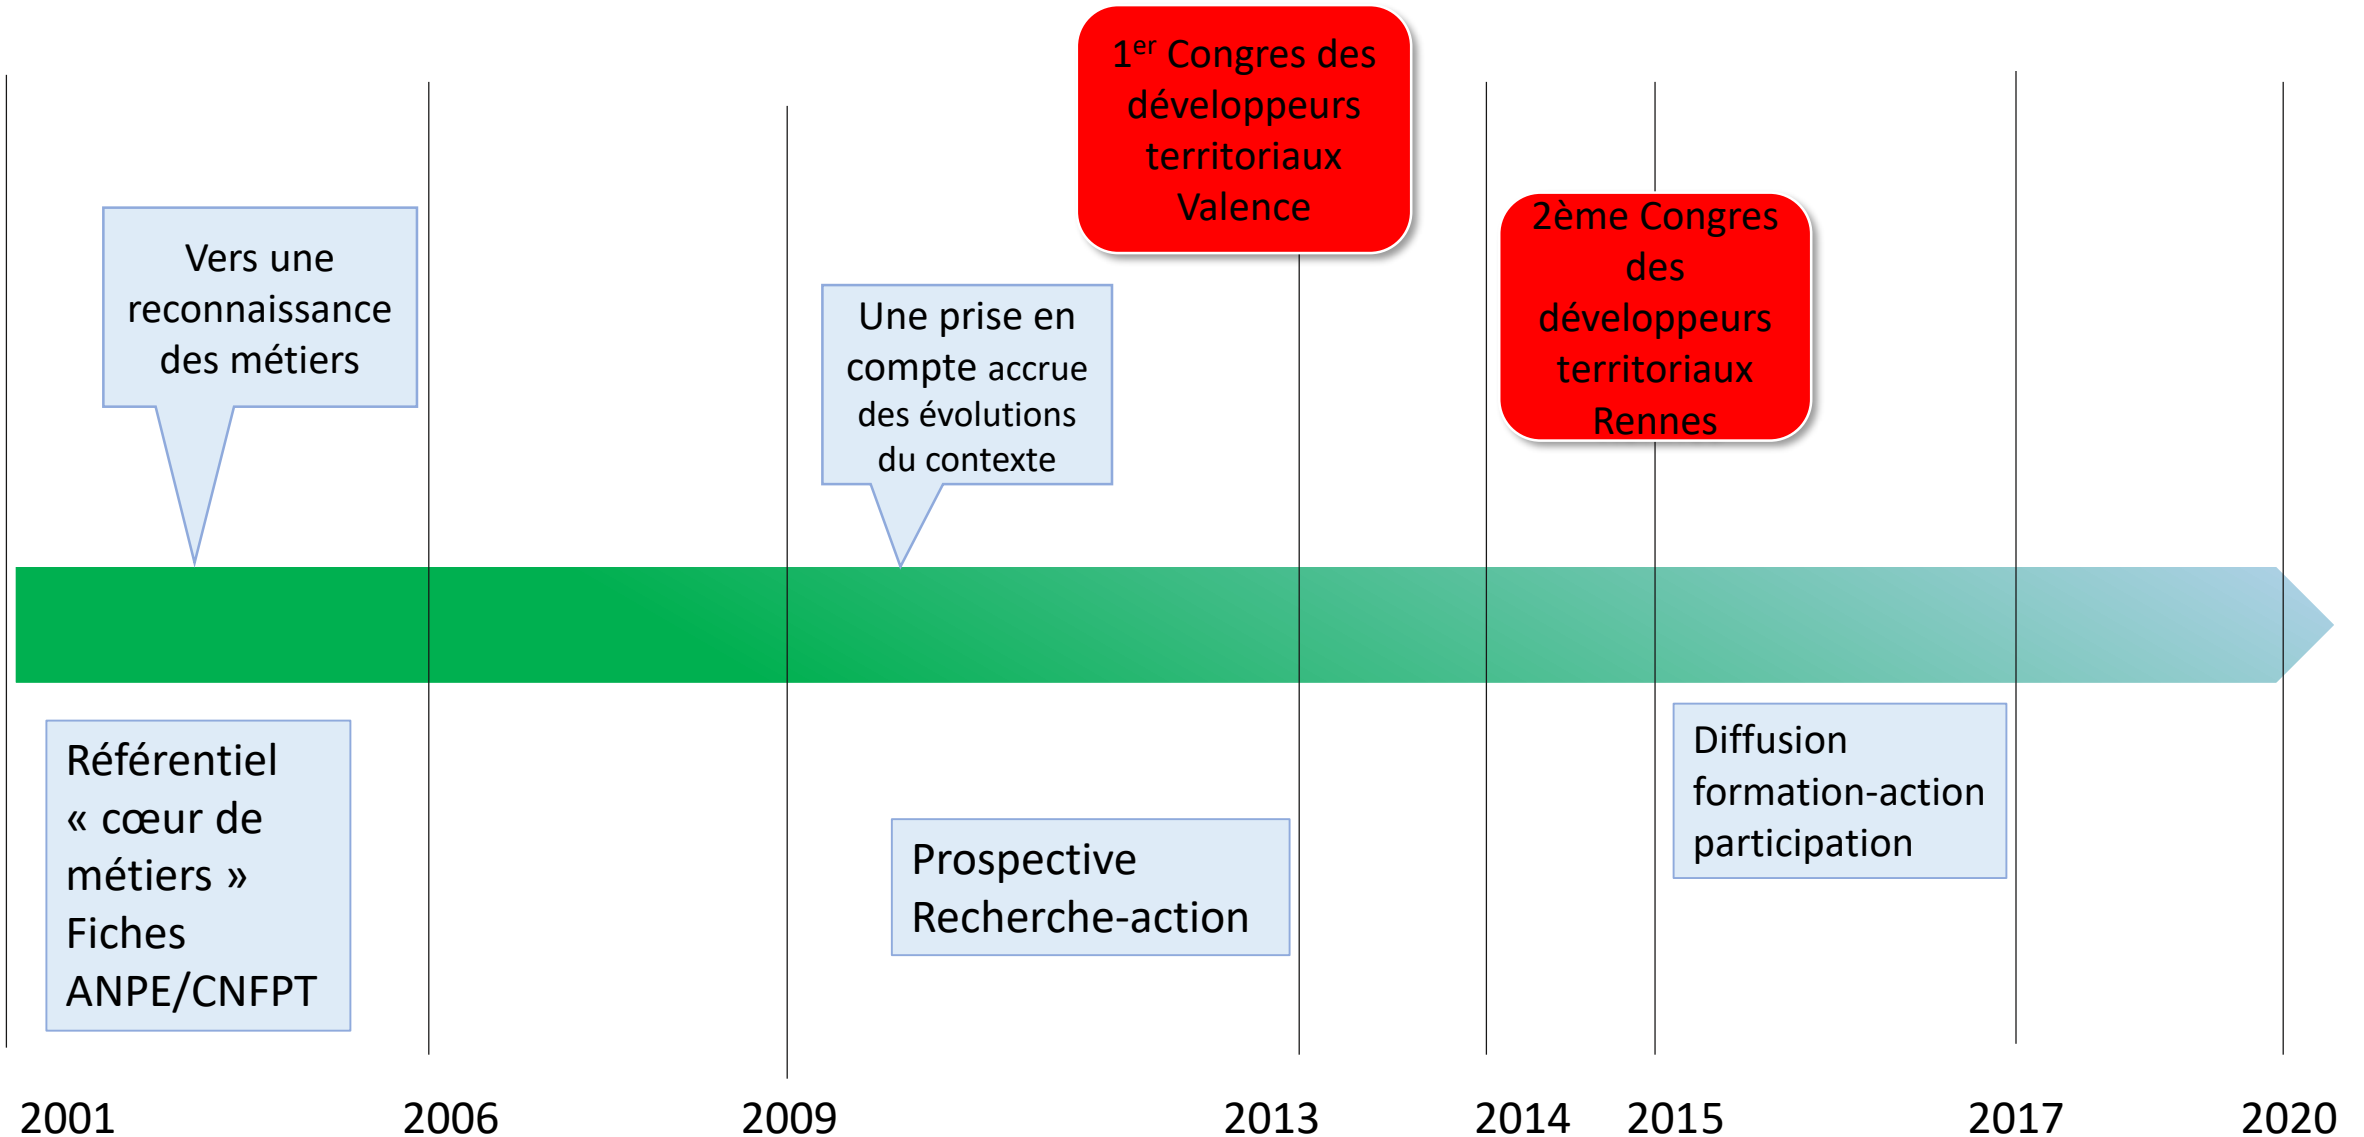 1er Congres des
développeurs
territoriaux
Valence
2ème Congres
des
développeurs
territoriaux
Rennes
Vers une
reconnaissance
des métiers
Une prise en
compte accrue
des évolutions
du contexte
Référentiel
« cœur de
métiers »
Fiches
ANPE/CNFPT
Prospective
Recherche-action
Diffusion
formation-action
participation
2001
2006
2009
2013
2014
2015
2017
2020